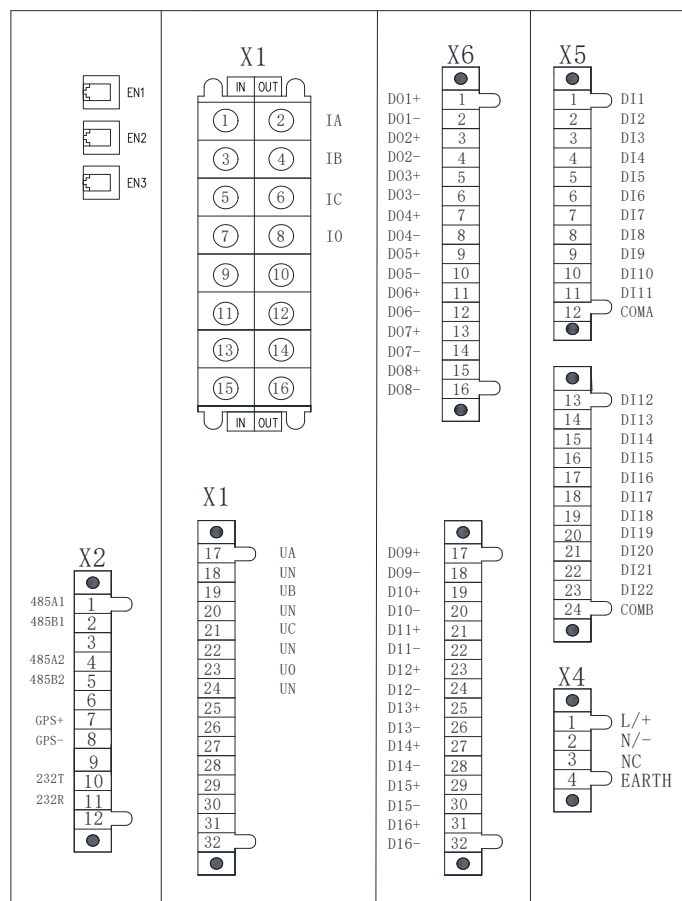 EN1
EN2
EN3
X2
485A1 1
485B1 2
3
485A2 4
485B2 5
6
GPS+ 7
GPS- 8
9
232T 10
232R 11
12
X1
IN OUT
1 2 IA
3 4 IB
5 6 IC
7 8 I0
9 10
11 12
13 14
15 16
IN OUT
X1
17 UA
18 UN
19 UB
20 UN
21 UC
22 UN
23 U0
24 UN
25
26
27
28
29
30
31
32
X6
D01+ 1
D01- 2
D02+ 3
D02- 4
D03+ 5
D03- 6
D04+ 7
D04- 8
D05+ 9
D05- 10
D06+ 11
D06- 12
D07+ 13
D07- 14
D08+ 15
D08- 16
D09+ 17
D09- 18
D10+ 19
D10- 20
D11+ 21
D11- 22
D12+ 23
D12- 24
D13+ 25
D13- 26
D14+ 27
D14- 28
D15+ 29
D15- 30
D16+ 31
D16- 32
X5
1 DI1
2 DI2
3 DI3
4 DI4
5 DI5
6 DI6
7 DI7
8 DI8
9 DI9
10 DI10
11 DI11
12 COMA
13 DI12
14 DI13
15 DI14
16 DI15
17 DI16
18 DI17
19 DI18
20 DI19
21 DI20
22 DI21
23 DI22
24 COMB
X4
1 L/+
2 N/-
3 NC
4 EARTH